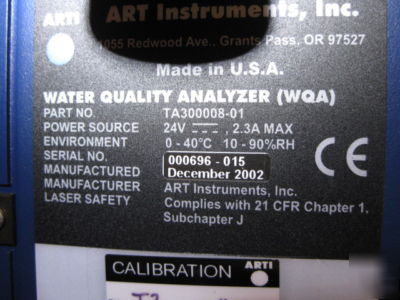 ARTI
ART Instruments, Inc.
1055 Redwood Ave., Grants Pass, OR 97527
Made in U.S.A.
WATER QUALITY ANALYZER (WQA)
PART NO. TA300008-01
POWER SOURCE 24V ⎓, 2.3A MAX
ENVIRONMENT 0 - 40°C 10 - 90%RH
SERIAL NO. 000696 - 015
MANUFACTURED December 2002
MANUFACTURER ART Instruments, Inc.
LASER SAFETY Complies with 21 CFR Chapter 1,
Subchapter J
CE
CALIBRATION ARTI